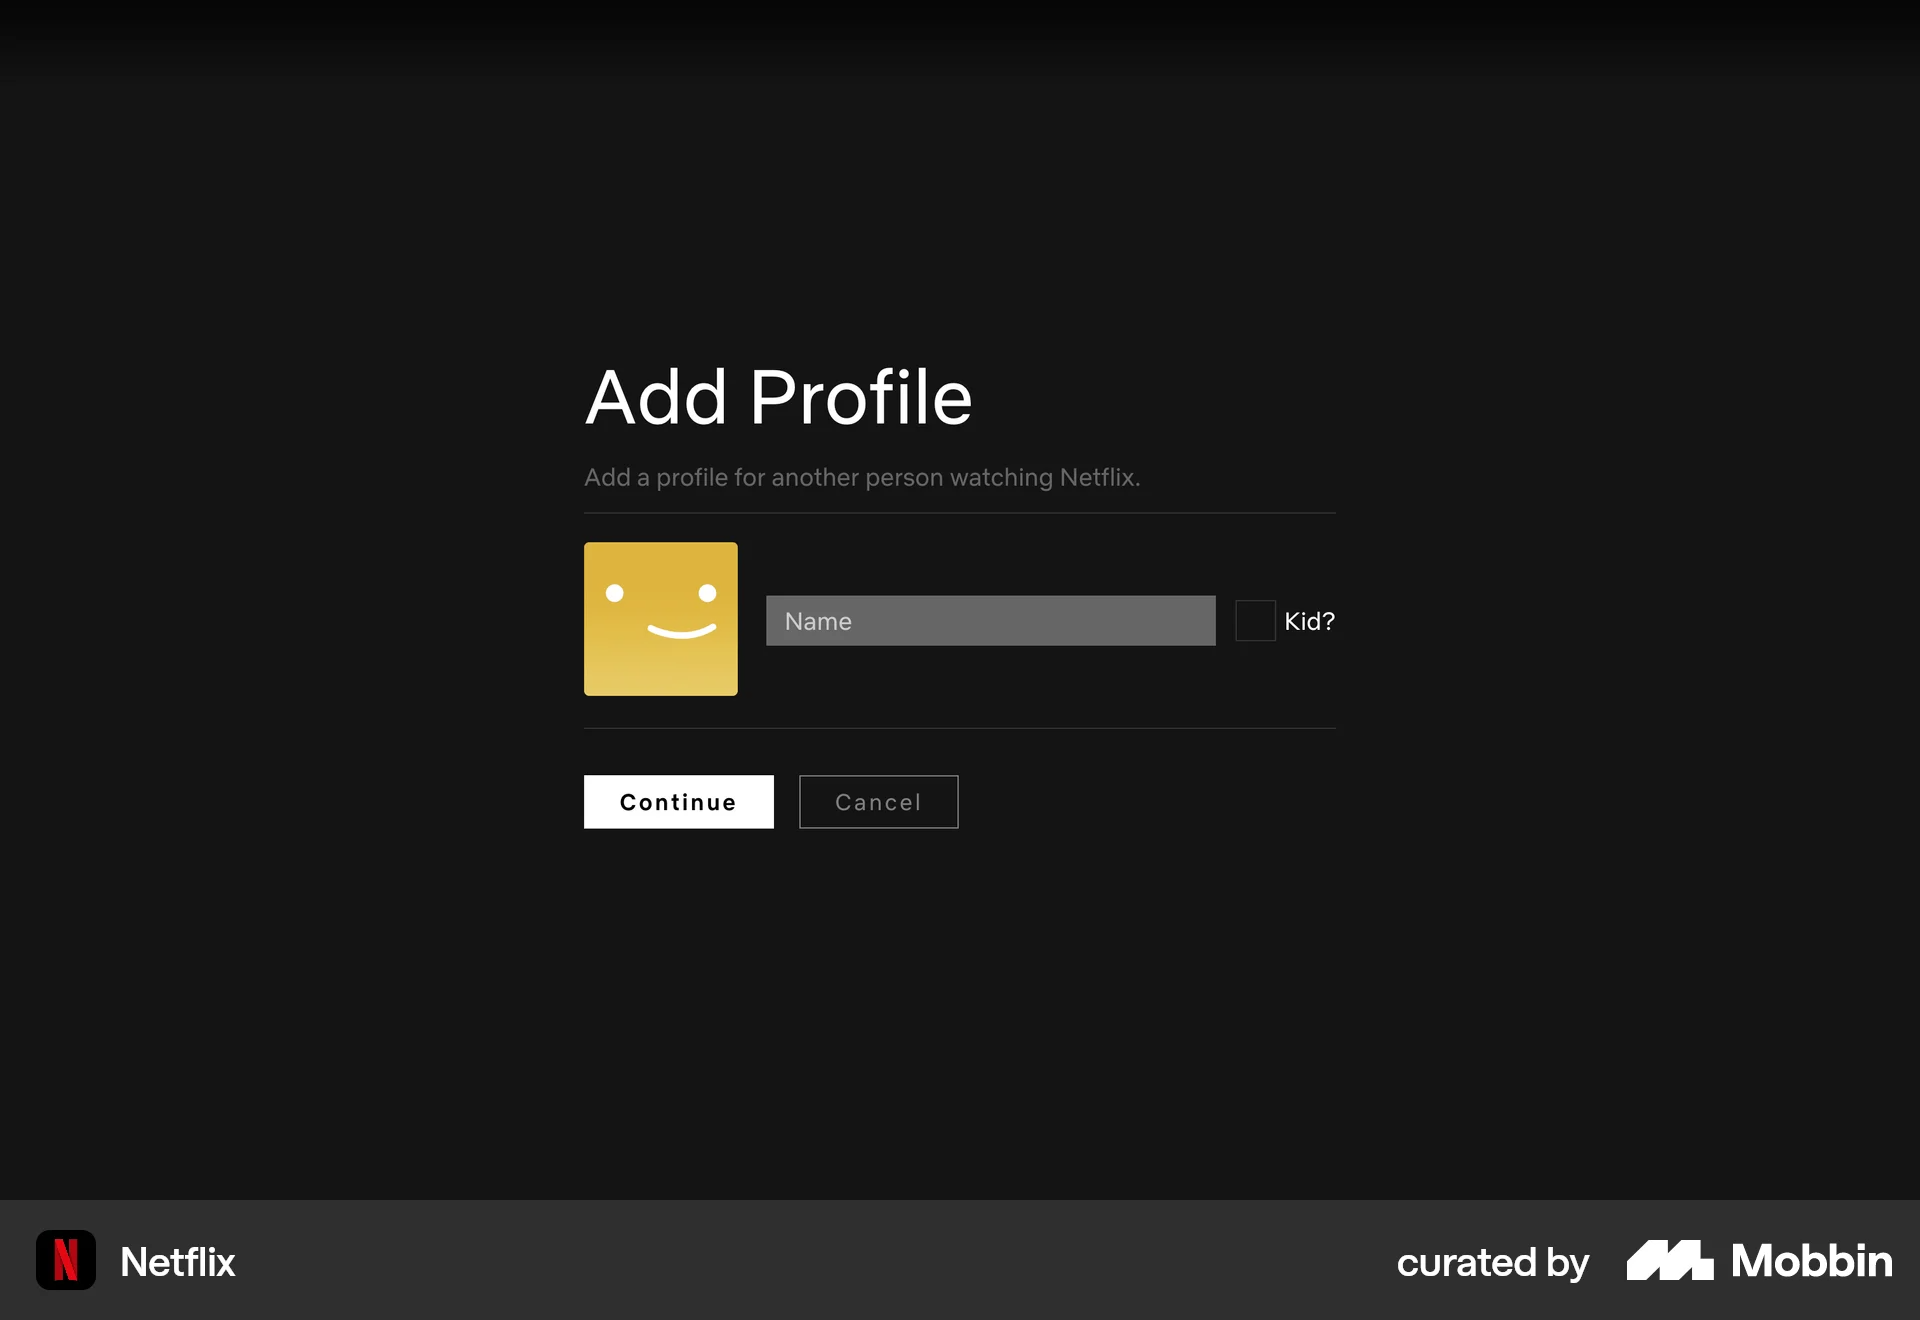 Add Profile
Add a profile for another person watching Netflix.
Name
Kid?
Continue
Cancel
Netflix
curated by Mobbin